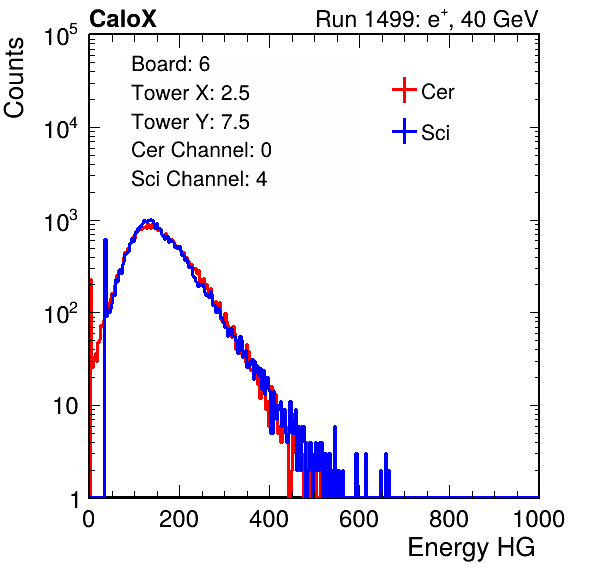 CaloX Run 1499: e⁺, 40 GeV
Counts
10⁵
10⁴
10³
10²
10
1
Board: 6
Tower X: 2.5
Tower Y: 7.5
Cer Channel: 0
Sci Channel: 4
Cer
Sci
0 200 400 600 800 1000
Energy HG